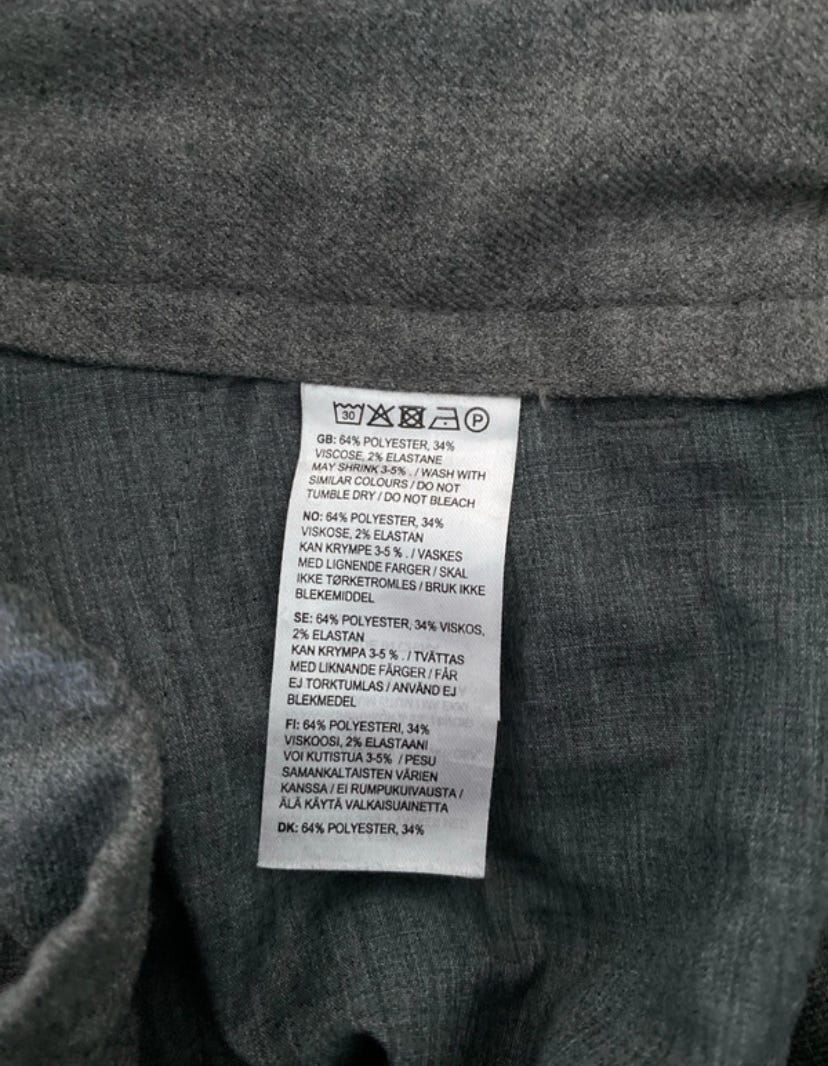 30 P
GB: 64% POLYESTER, 34%
VISCOSE, 2% ELASTANE
MAY SHRINK 3-5% . / WASH WITH
SIMILAR COLOURS / DO NOT
TUMBLE DRY / DO NOT BLEACH
NO: 64% POLYESTER, 34%
VISKOSE, 2% ELASTAN
KAN KRYMPE 3-5 % . / VASKES
MED LIGNENDE FARGER / SKAL
IKKE TØRKETROMLES / BRUK IKKE
BLEKEMIDDEL
SE: 64% POLYESTER, 34% VISKOS,
2% ELASTAN
KAN KRYMPA 3-5 % . / TVÄTTAS
MED LIKNANDE FÄRGER / FÅR
EJ TORKTUMLAS / ANVÄND EJ
BLEKMEDEL
FI: 64% POLYESTERI, 34%
VISKOOSI, 2% ELASTAANI
VOI KUTISTUA 3-5% / PESU
SAMANKALTAISTEN VÄRIEN
KANSSA / EI RUMPUKUIVAUSTA /
ÄLÄ KÄYTÄ VALKAISUAINETTA
DK: 64% POLYESTER, 34%